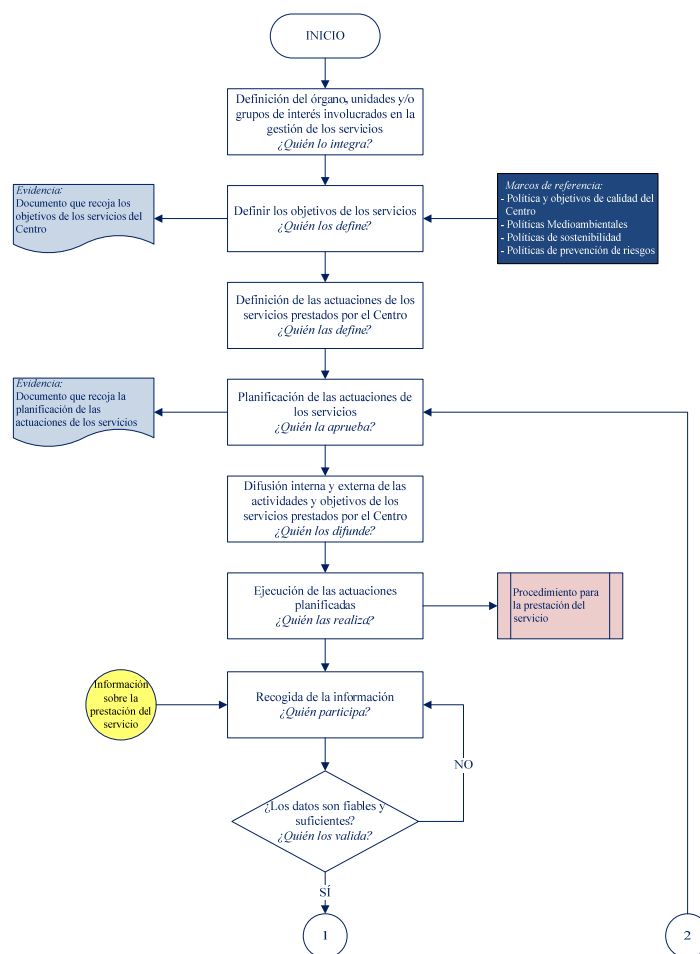 INICIO
Definición del órgano, unidades y/o
grupos de interés involucrados en la
gestión de los servicios
¿Quién lo integra?
Evidencia:
Documento que recoja los
objetivos de los servicios del
Centro
Definir los objetivos de los servicios
¿Quién los define?
Marcos de referencia:
- Política y objetivos de calidad del
Centro
- Políticas Medioambientales
- Políticas de sostenibilidad
- Políticas de prevención de riesgos
Definición de las actuaciones de los
servicios prestados por el Centro
¿Quién las define?
Evidencia:
Documento que recoja la
planificación de las
actuaciones de los servicios
Planificación de las actuaciones de
los servicios
¿Quién la aprueba?
Difusión interna y externa de las
actividades y objetivos de los
servicios prestados por el Centro
¿Quién los difunde?
Ejecución de las actuaciones
planificadas
¿Quién las realiza?
Procedimiento para
la prestación del
servicio
Información
sobre la
prestación del
servicio
Recogida de la información
¿Quién participa?
NO
¿Los datos son fiables y
suficientes?
¿Quién los valida?
SÍ
1
2